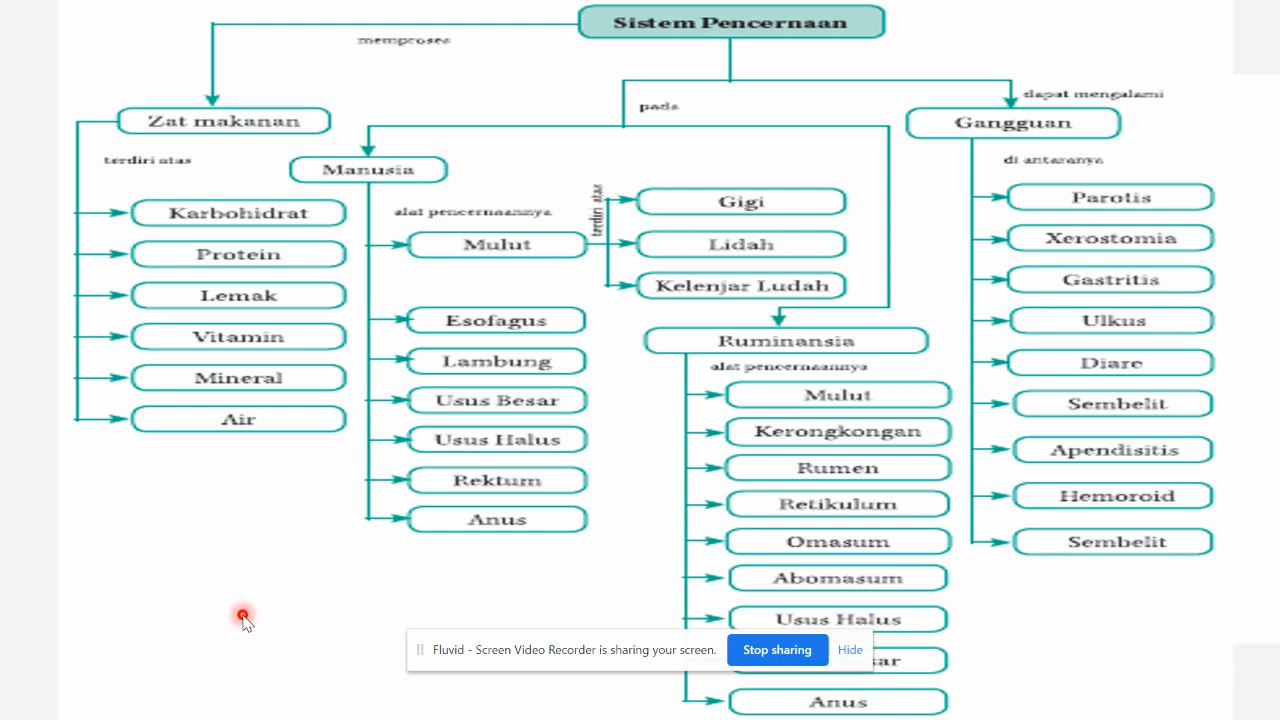 Sistem Pencernaan
memproses
pada
dapat mengalami
Zat makanan
terdiri atas
Karbohidrat
Protein
Lemak
Vitamin
Mineral
Air
Manusia
alat pencernaannya
Mulut
terdiri atas
Gigi
Lidah
Kelenjar Ludah
Esofagus
Lambung
Usus Besar
Usus Halus
Rektum
Anus
Ruminansia
alat pencernaannya
Mulut
Kerongkongan
Rumen
Retikulum
Omasum
Abomasum
Usus Halus
sar
Anus
Gangguan
di antaranya
Parotis
Xerostomia
Gastritis
Ulkus
Diare
Sembelit
Apendisitis
Hemoroid
Sembelit
Fluvid - Screen Video Recorder is sharing your screen.
Stop sharing
Hide